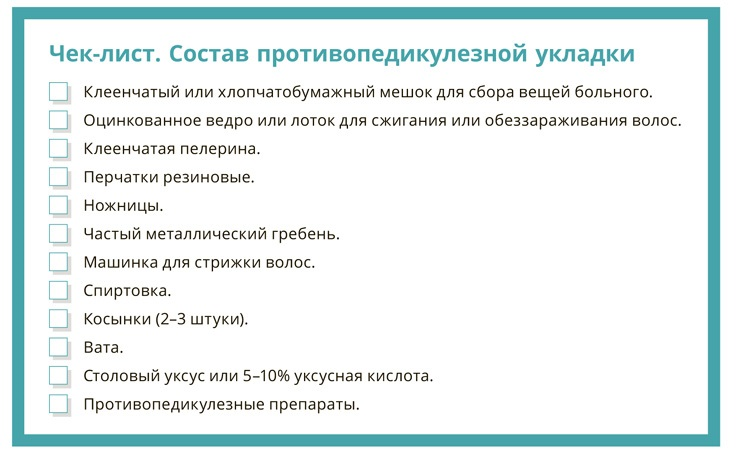 Чек-лист. Состав противопедикулезной укладки
Клеенчатый или хлопчатобумажный мешок для сбора вещей больного.
Оцинкованное ведро или лоток для сжигания или обеззараживания волос.
Клеенчатая пелерина.
Перчатки резиновые.
Ножницы.
Частый металлический гребень.
Машинка для стрижки волос.
Спиртовка.
Косынки (2–3 штуки).
Вата.
Столовый уксус или 5–10% уксусная кислота.
Противопедикулезные препараты.